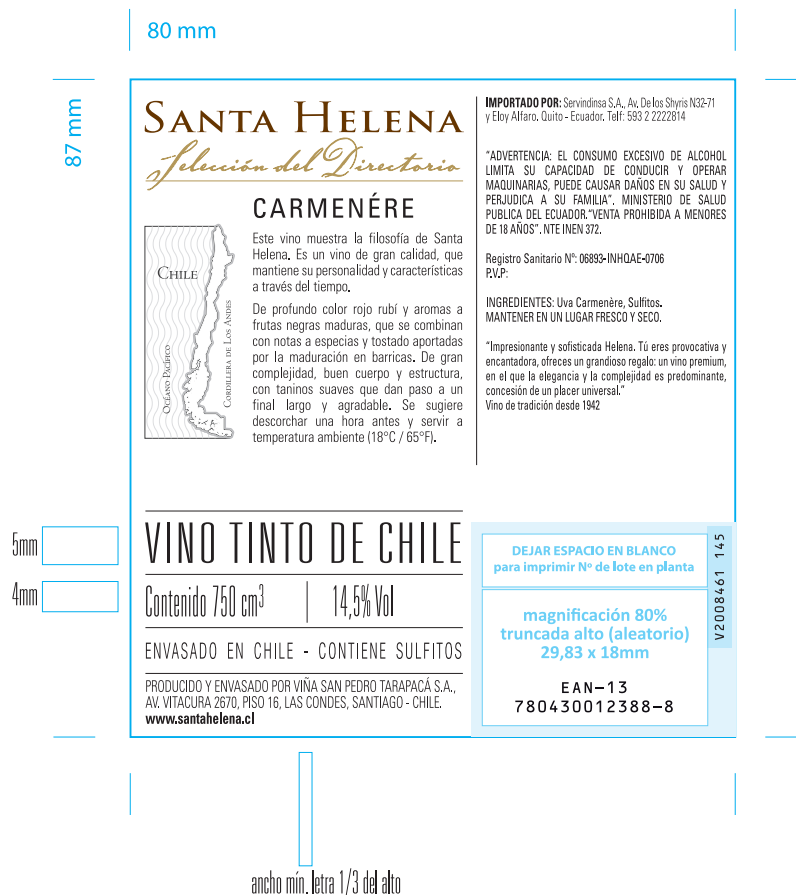 80 mm
87 mm
SANTA HELENA
Selección del Directorio
CARMENÉRE
Este vino muestra la filosofía de Santa
Helena. Es un vino de gran calidad, que
mantiene su personalidad y características
a través del tiempo.
De profundo color rojo rubí y aromas a
frutas negras maduras, que se combinan
con notas a especias y tostado aportadas
por la maduración en barricas. De gran
complejidad, buen cuerpo y estructura,
con taninos suaves que dan paso a un
final largo y agradable. Se sugiere
descorchar una hora antes y servir a
temperatura ambiente (18°C / 65°F).
CHILE
OCÉANO PACÍFICO
CORDILLERA DE LOS ANDES
IMPORTADO POR: Servindinsa S.A., Av. De los Shyris N32-71
y Eloy Alfaro. Quito - Ecuador. Telf: 593 2 2222814
“ADVERTENCIA: EL CONSUMO EXCESIVO DE ALCOHOL
LIMITA SU CAPACIDAD DE CONDUCIR Y OPERAR
MAQUINARIAS, PUEDE CAUSAR DAÑOS EN SU SALUD Y
PERJUDICA A SU FAMILIA”. MINISTERIO DE SALUD
PUBLICA DEL ECUADOR.“VENTA PROHIBIDA A MENORES
DE 18 AÑOS”. NTE INEN 372.
Registro Sanitario Nº: 06893-INHQAE-0706
P.V.P:
INGREDIENTES: Uva Carmenère, Sulfitos.
MANTENER EN UN LUGAR FRESCO Y SECO.
“Impresionante y sofisticada Helena. Tú eres provocativa y
encantadora, ofreces un grandioso regalo: un vino premium,
en el que la elegancia y la complejidad es predominante,
concesión de un placer universal.”
Vino de tradición desde 1942
5mm
4mm
VINO TINTO DE CHILE
Contenido 750 cm³ | 14,5% Vol
ENVASADO EN CHILE - CONTIENE SULFITOS
PRODUCIDO Y ENVASADO POR VIÑA SAN PEDRO TARAPACÁ S.A.,
AV. VITACURA 2670, PISO 16, LAS CONDES, SANTIAGO - CHILE.
www.santahelena.cl
DEJAR ESPACIO EN BLANCO
para imprimir Nº de lote en planta
V2008461 145
magnificación 80%
truncada alto (aleatorio)
29,83 x 18mm
EAN-13
780430012388-8
ancho mín. letra 1/3 del alto